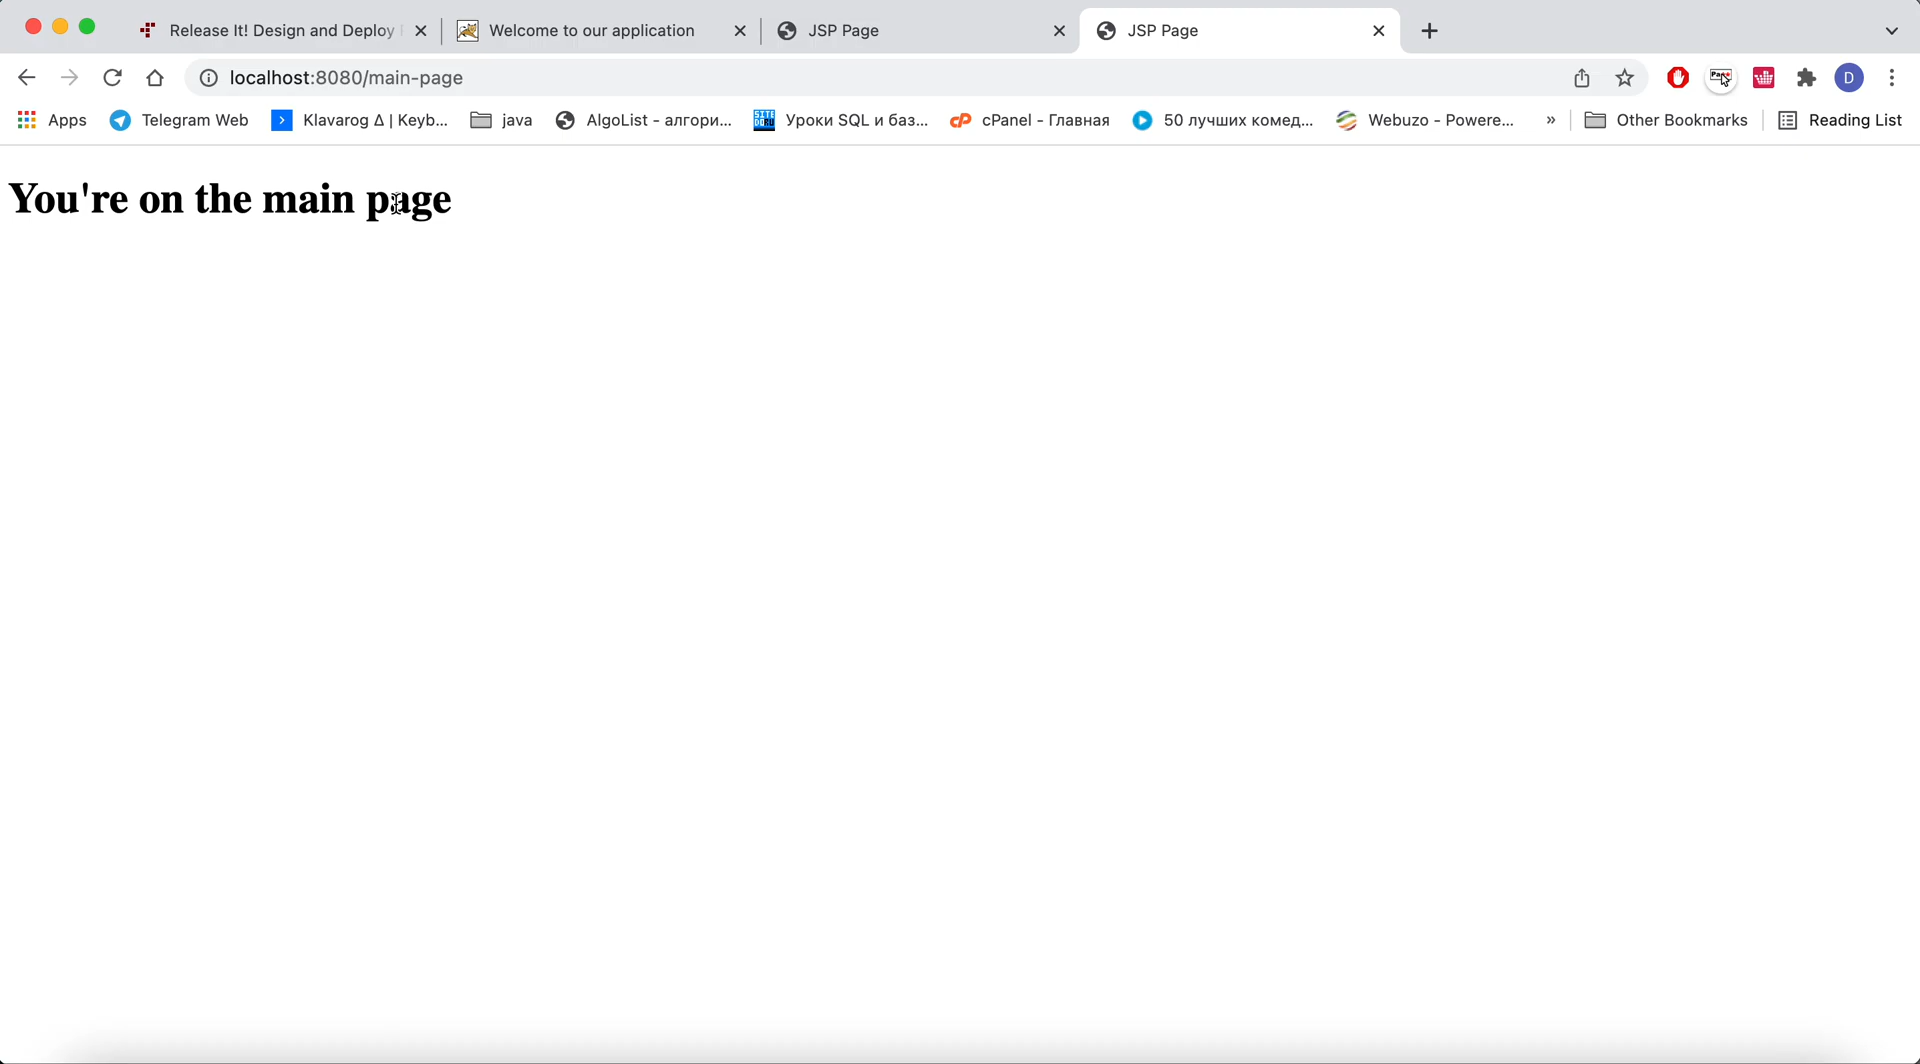 Release It! Design and Deploy
Welcome to our application
JSP Page
JSP Page
localhost:8080/main-page
D
Apps
Telegram Web
Klavarog Δ | Keyb...
java
AlgoList - алгори...
Уроки SQL и баз...
cPanel - Главная
50 лучших комед...
Webuzo - Powere...
»
Other Bookmarks
Reading List
You're on the main page